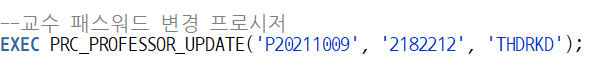 --교수 패스워드 변경 프로시저
EXEC PRC_PROFESSOR_UPDATE('P20211009', '2182212', 'THDRKD');